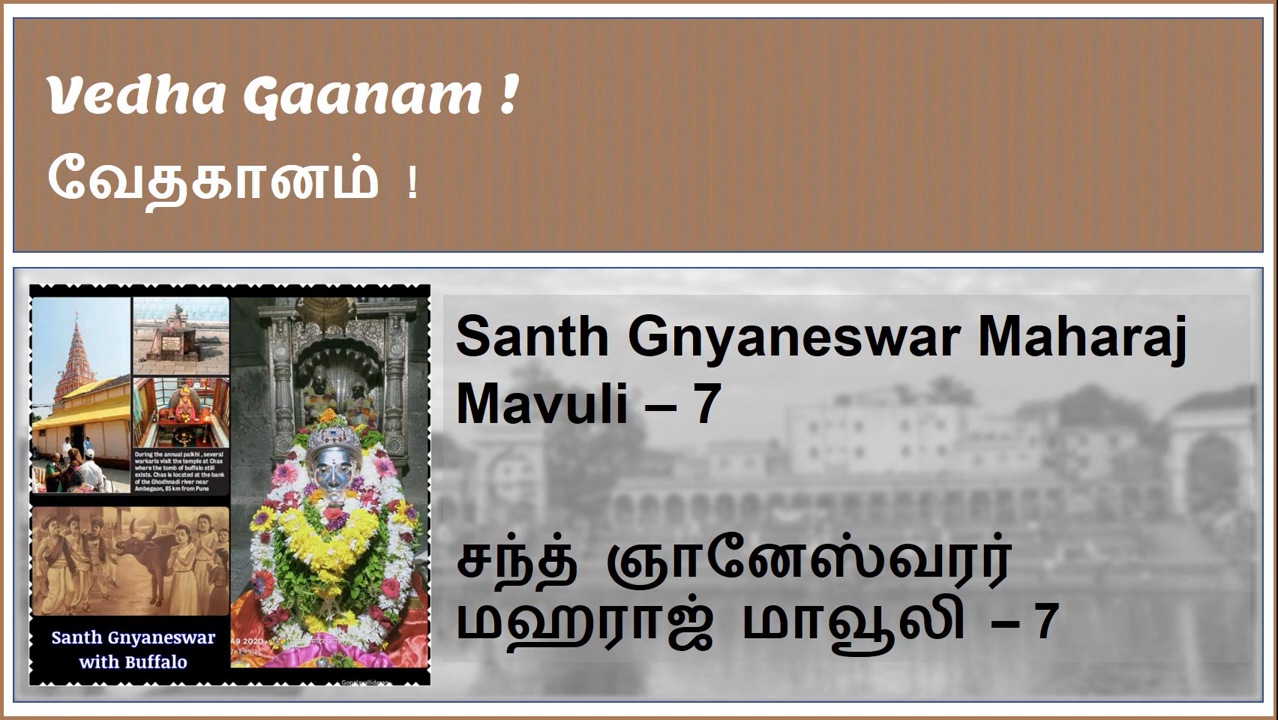 Vedha Gaanam !
வேதகானம் !
During the annual palkhi , several
warkaris visit the temple at Chas
where the tomb of buffalo still
exists. Chas is located at the bank
of the Ghodnadi river near
Ambegaon, 85 km from Pune
Santh Gnyaneswar
with Buffalo
A9 2020
Santh Gnyaneswar Maharaj
Mavuli – 7
சந்த் ஞானேஸ்வரர்
மஹராஜ் மாவூலி – 7